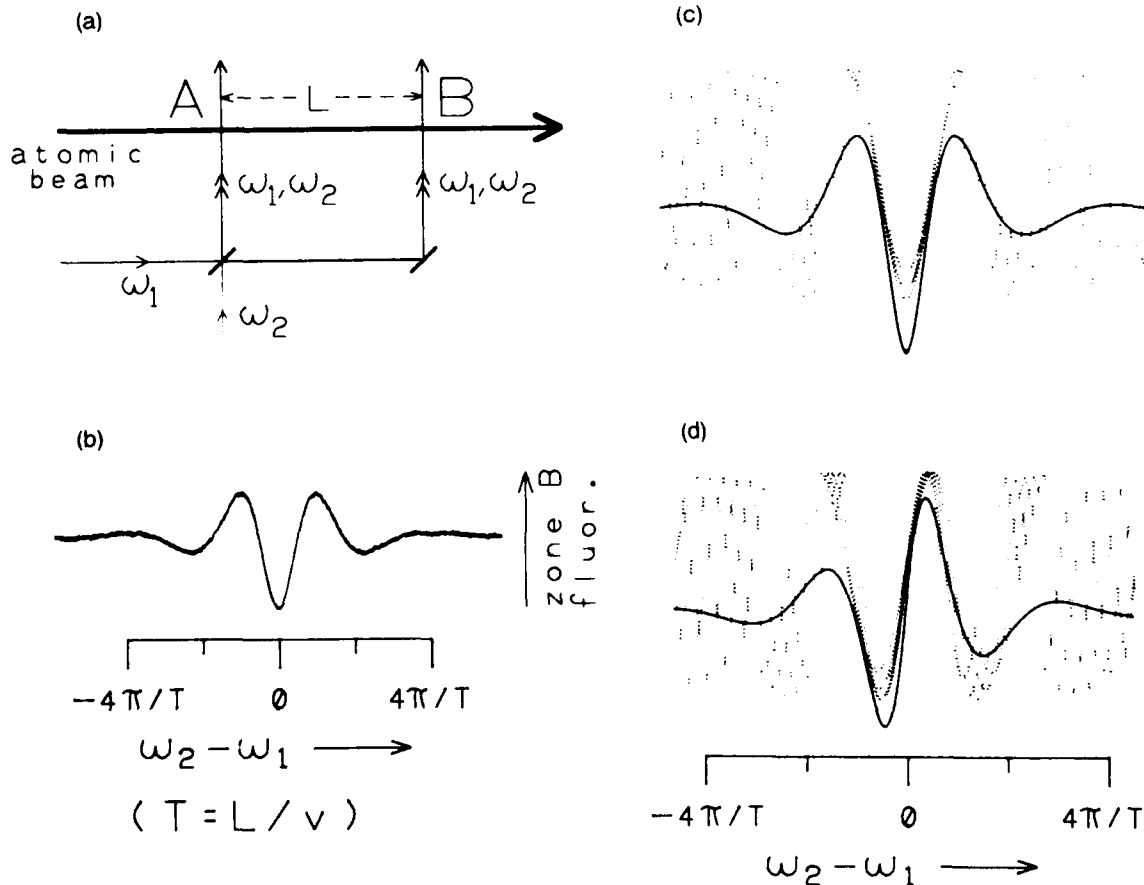 (a)
A
L
B
atomic
beam
ω₁,ω₂
ω₁,ω₂
ω₁
ω₂
(b)
zone B
fluor.
−4π/T 0 4π/T
ω₂−ω₁
(T=L/v)
(c)
(d)
−4π/T 0 4π/T
ω₂−ω₁